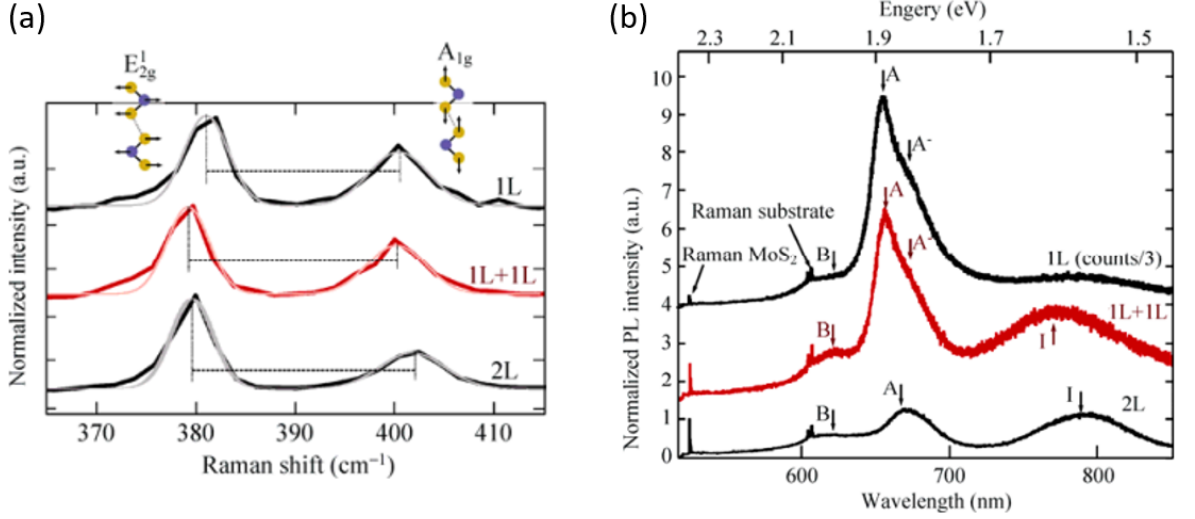 (a)
E¹₂g
A₁g
Normalized intensity (a.u.)
1L
1L+1L
2L
370 380 390 400 410
Raman shift (cm⁻¹)
(b)
Engery (eV)
2.3 2.1 1.9 1.7 1.5
Normalized PL intensity (a.u.)
10
9
8
7
6
5
4
3
2
1
0
A
A⁻
Raman substrate
B
Raman MoS₂
1L (counts/3)
A
A⁻
B
1L+1L
I
A
B
I
2L
600 700 800
Wavelength (nm)